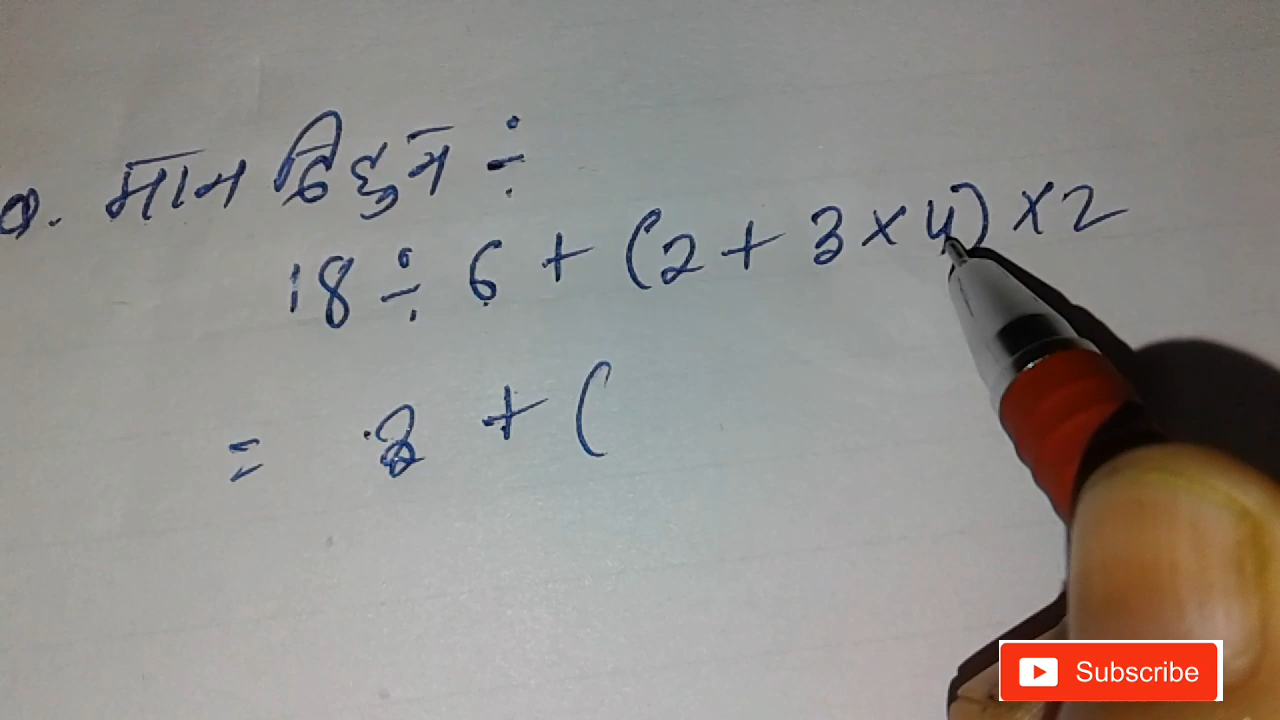 Q. मान निहुन ÷
18 ÷ 6 + (2 + 3 × 4) × 2
= 3 + (
Subscribe